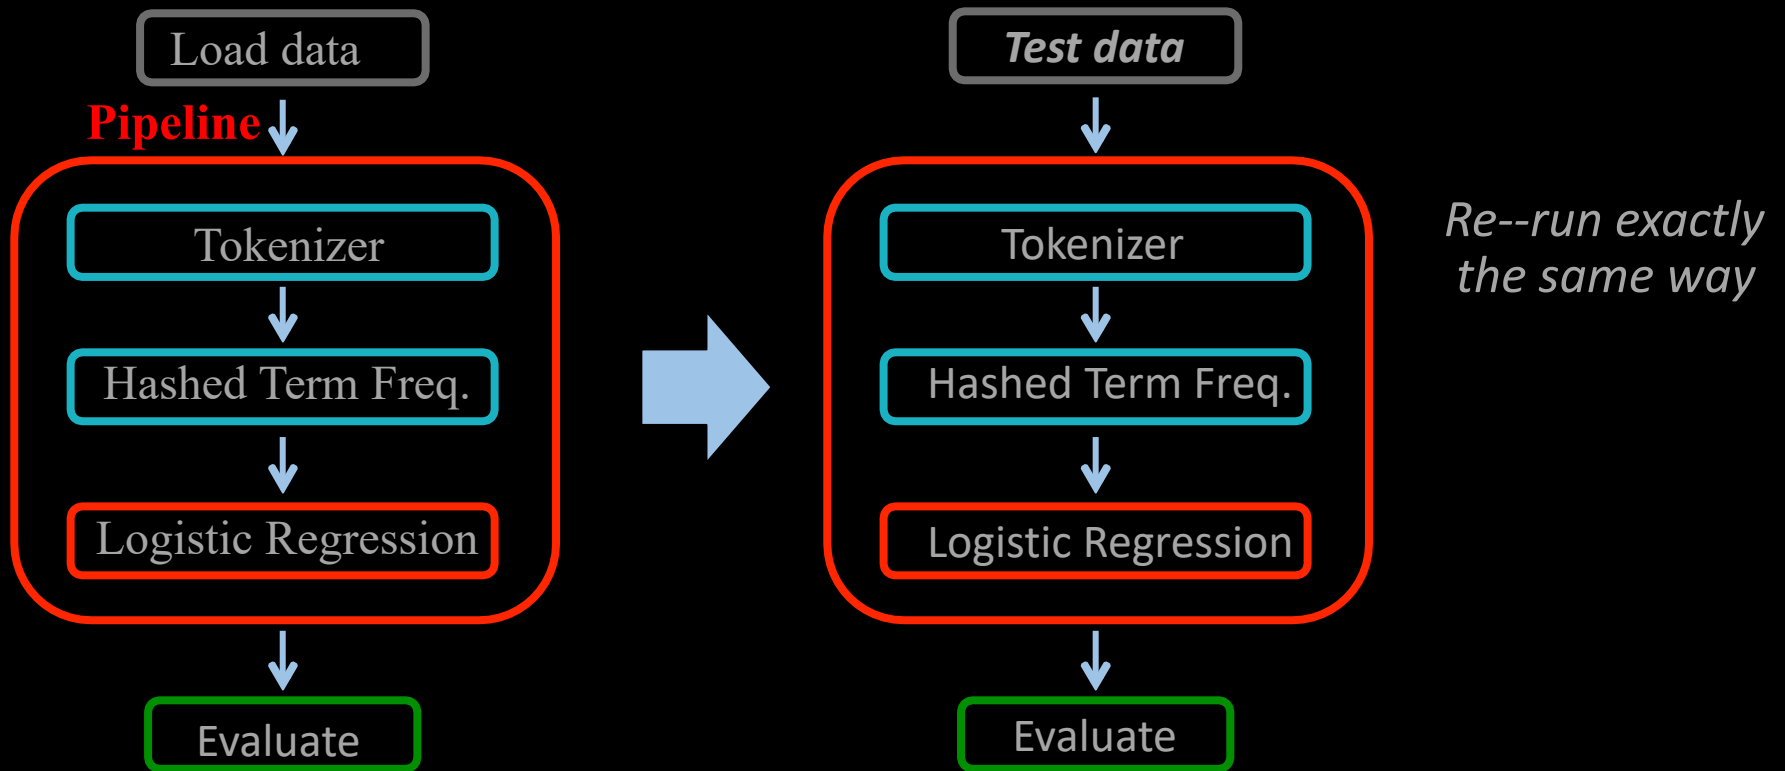 Load data
Pipeline
Tokenizer
Hashed Term Freq.
Logistic Regression
Evaluate
Test data
Tokenizer
Hashed Term Freq.
Logistic Regression
Evaluate
Re--run exactly
the same way